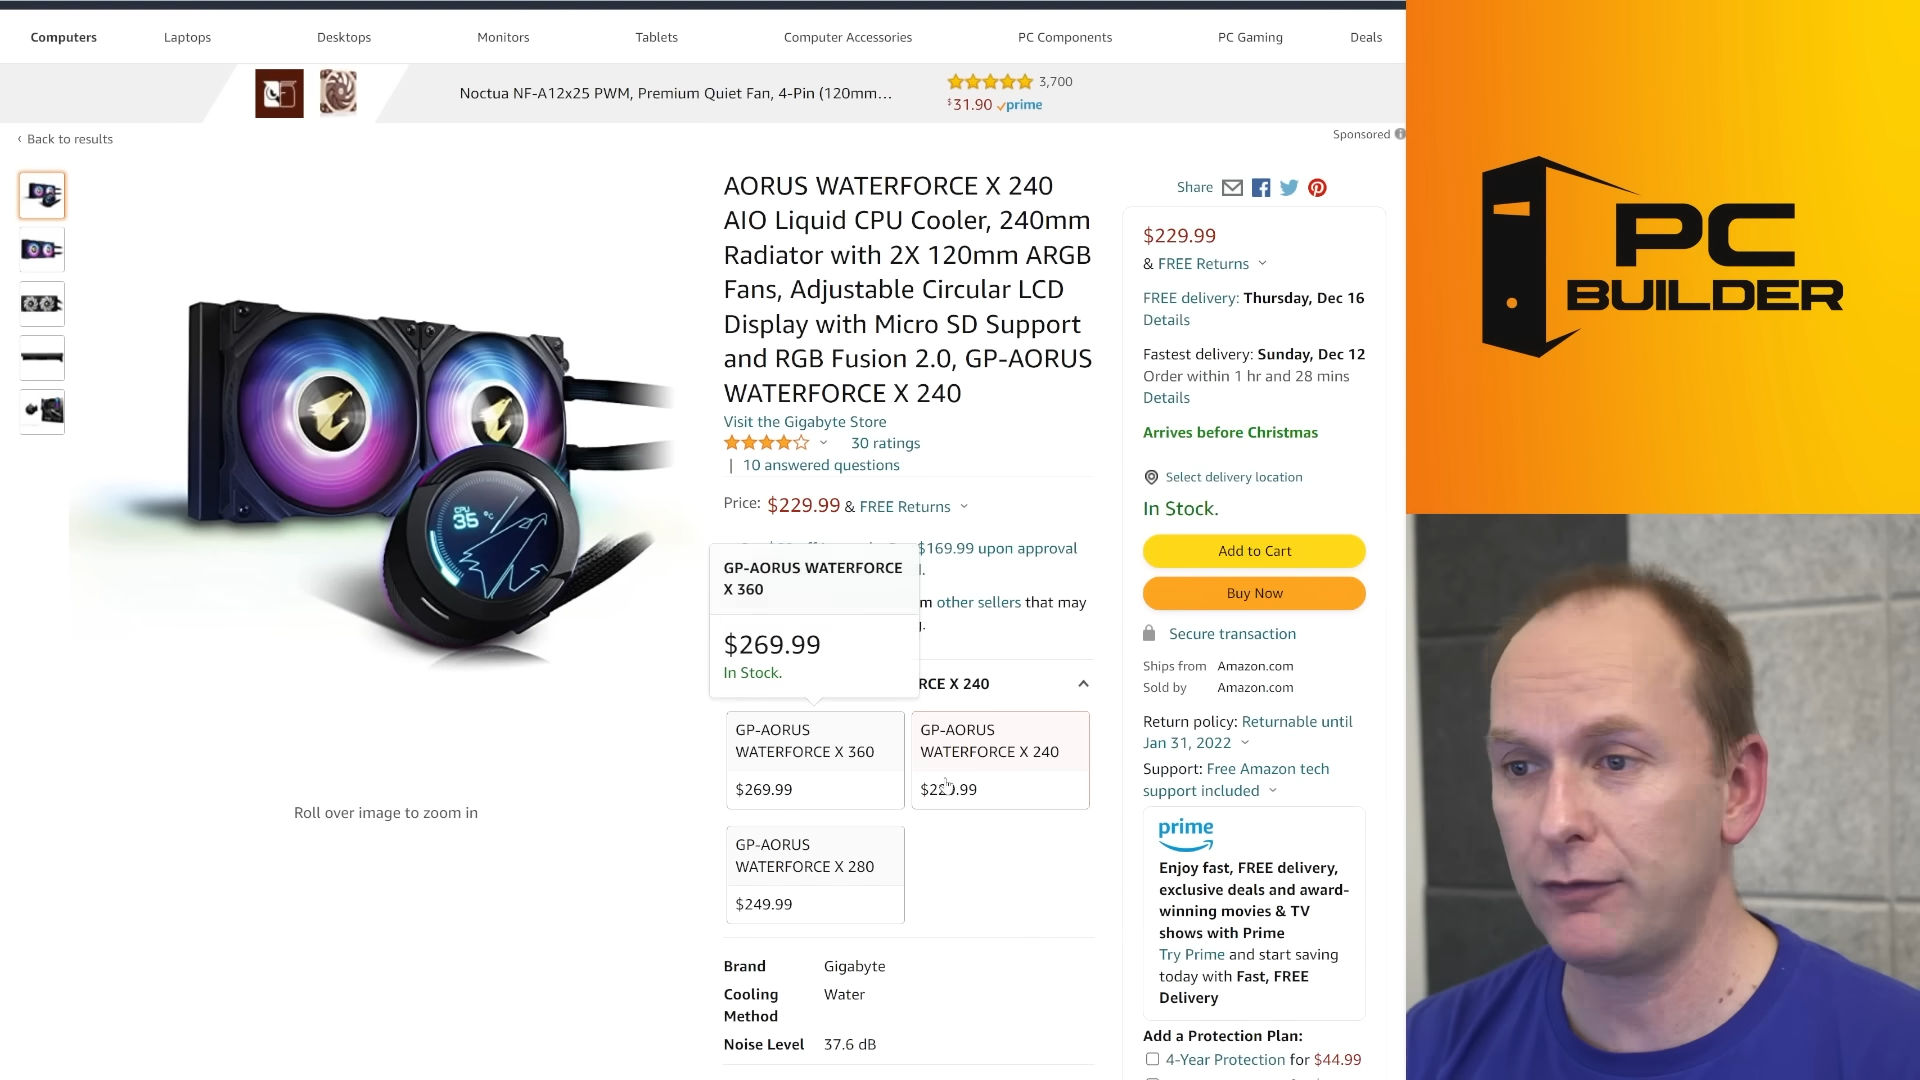 Computers Laptops Desktops Monitors Tablets Computer Accessories PC Components PC Gaming Deals
Noctua NF-A12x25 PWM, Premium Quiet Fan, 4-Pin (120mm...
3,700
$31.90 prime
Sponsored
‹ Back to results
AORUS WATERFORCE X 240
AIO Liquid CPU Cooler, 240mm
Radiator with 2X 120mm ARGB
Fans, Adjustable Circular LCD
Display with Micro SD Support
and RGB Fusion 2.0, GP-AORUS
WATERFORCE X 240
Visit the Gigabyte Store
30 ratings
| 10 answered questions
Price: $229.99 & FREE Returns
$169.99 upon approval
other sellers that may
GP-AORUS WATERFORCE
X 360
$269.99
In Stock.
RCE X 240
GP-AORUS
WATERFORCE X 360
$269.99
GP-AORUS
WATERFORCE X 240
$229.99
GP-AORUS
WATERFORCE X 280
$249.99
Brand Gigabyte
Cooling Water
Method
Noise Level 37.6 dB
CPU
35 °C
Roll over image to zoom in
Share
$229.99
& FREE Returns
FREE delivery: Thursday, Dec 16
Details
Fastest delivery: Sunday, Dec 12
Order within 1 hr and 28 mins
Details
Arrives before Christmas
Select delivery location
In Stock.
Add to Cart
Buy Now
Secure transaction
Ships from Amazon.com
Sold by Amazon.com
Return policy: Returnable until
Jan 31, 2022
Support: Free Amazon tech
support included
prime
Enjoy fast, FREE delivery,
exclusive deals and award-
winning movies & TV
shows with Prime
Try Prime and start saving
today with Fast, FREE
Delivery
Add a Protection Plan:
4-Year Protection for $44.99
PC
BUILDER